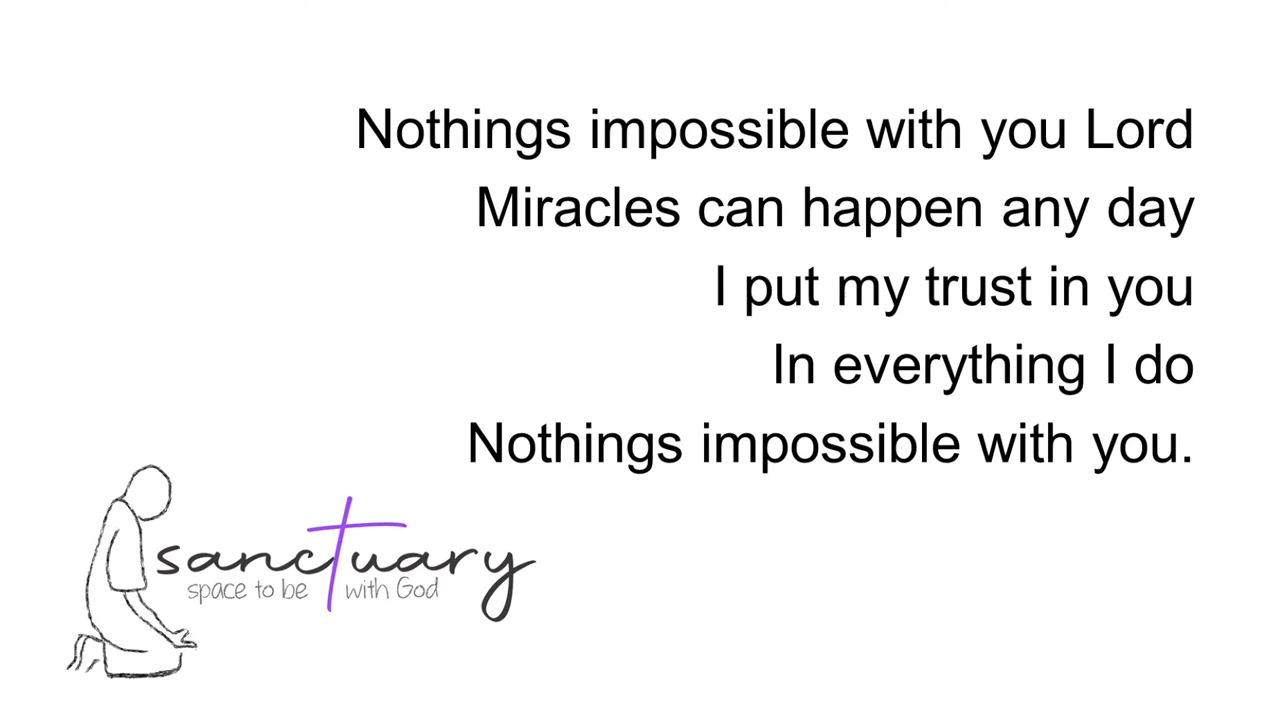 Nothings impossible with you Lord
Miracles can happen any day
I put my trust in you
In everything I do
Nothings impossible with you.
sanctuary
space to be with God